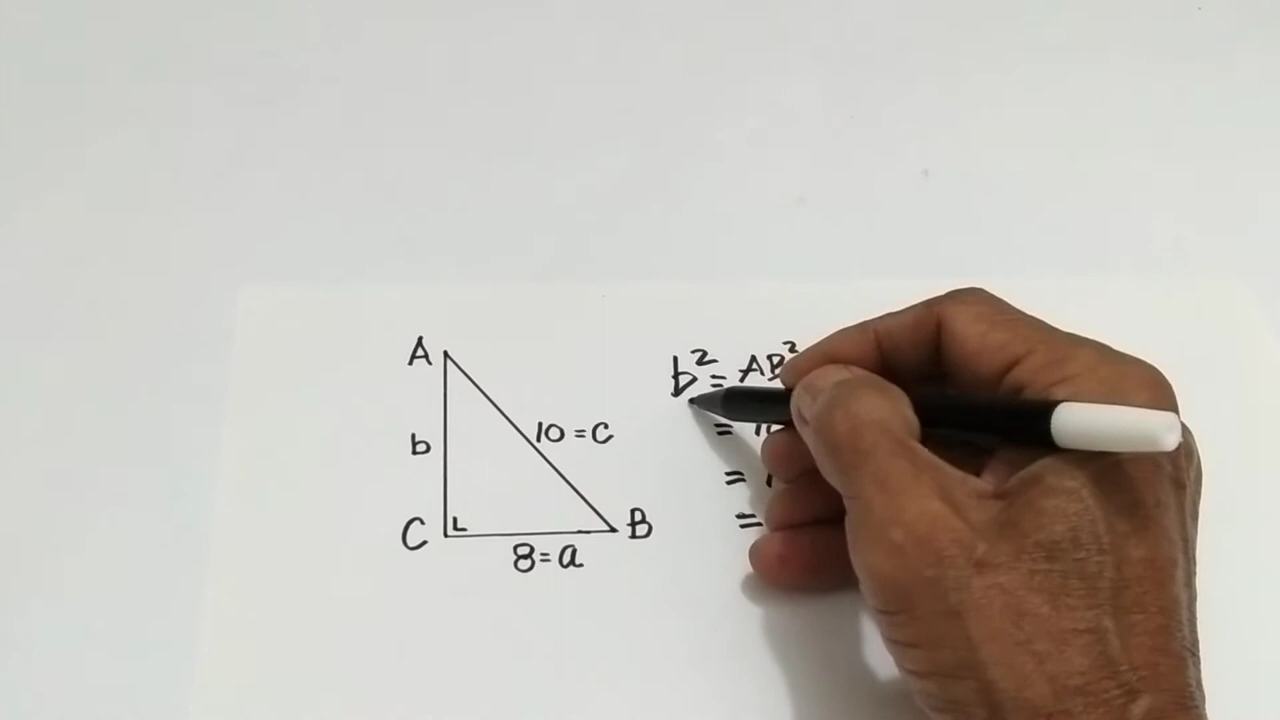 A
b
10=C
C
B
8=a
b²= AB²
=
=
=